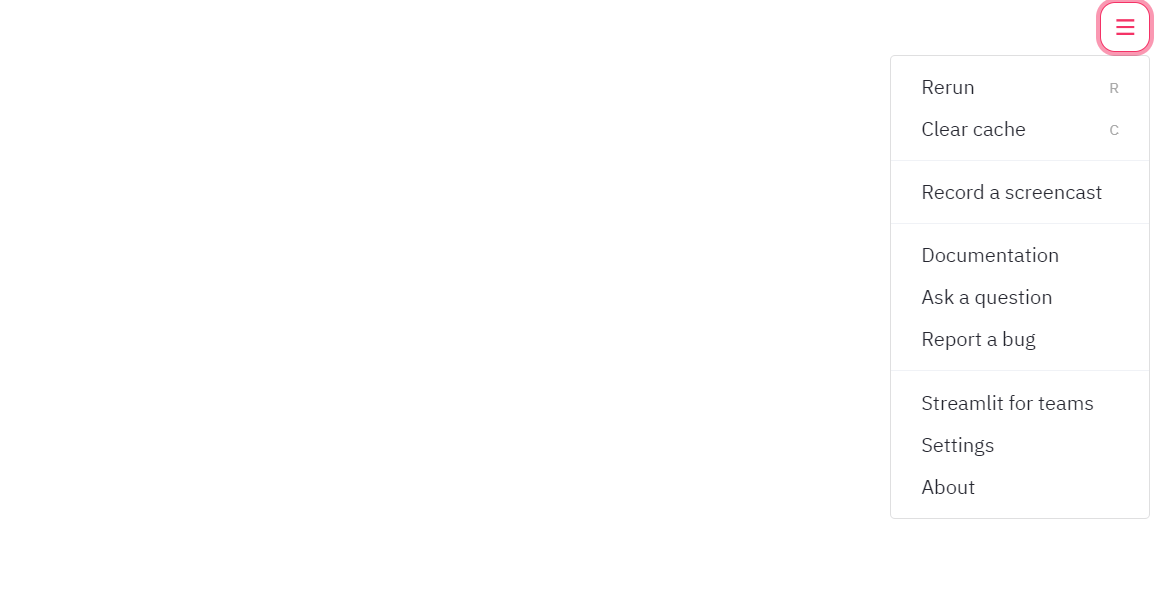 Rerun R
Clear cache C
Record a screencast
Documentation
Ask a question
Report a bug
Streamlit for teams
Settings
About